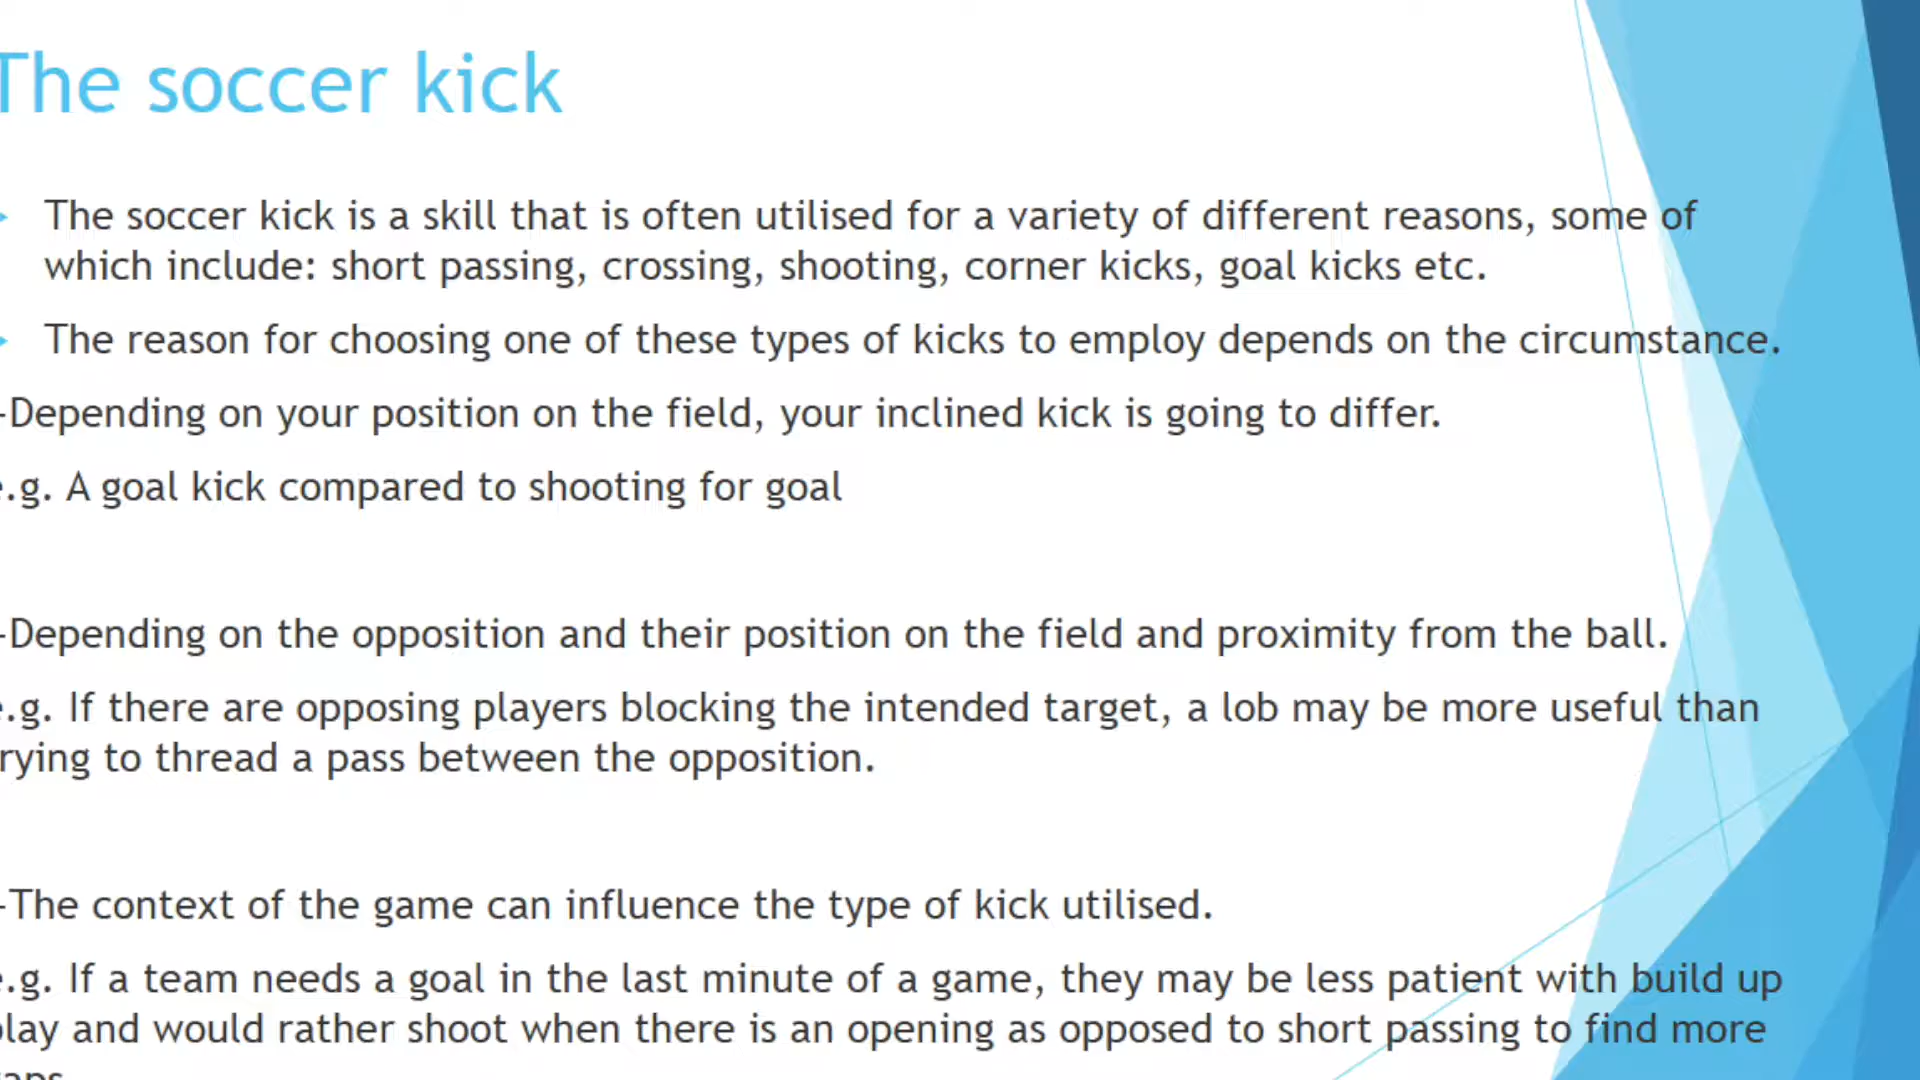 The soccer kick
The soccer kick is a skill that is often utilised for a variety of different reasons, some of
which include: short passing, crossing, shooting, corner kicks, goal kicks etc.
The reason for choosing one of these types of kicks to employ depends on the circumstance.
-Depending on your position on the field, your inclined kick is going to differ.
e.g. A goal kick compared to shooting for goal
-Depending on the opposition and their position on the field and proximity from the ball.
e.g. If there are opposing players blocking the intended target, a lob may be more useful than
rying to thread a pass between the opposition.
-The context of the game can influence the type of kick utilised.
e.g. If a team needs a goal in the last minute of a game, they may be less patient with build up
play and would rather shoot when there is an opening as opposed to short passing to find more